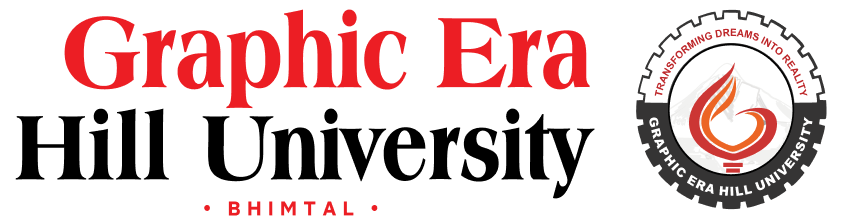 Graphic Era
Hill University
• BHIMTAL •
TRANSFORMING DREAMS INTO REALITY
GRAPHIC ERA HILL UNIVERSITY